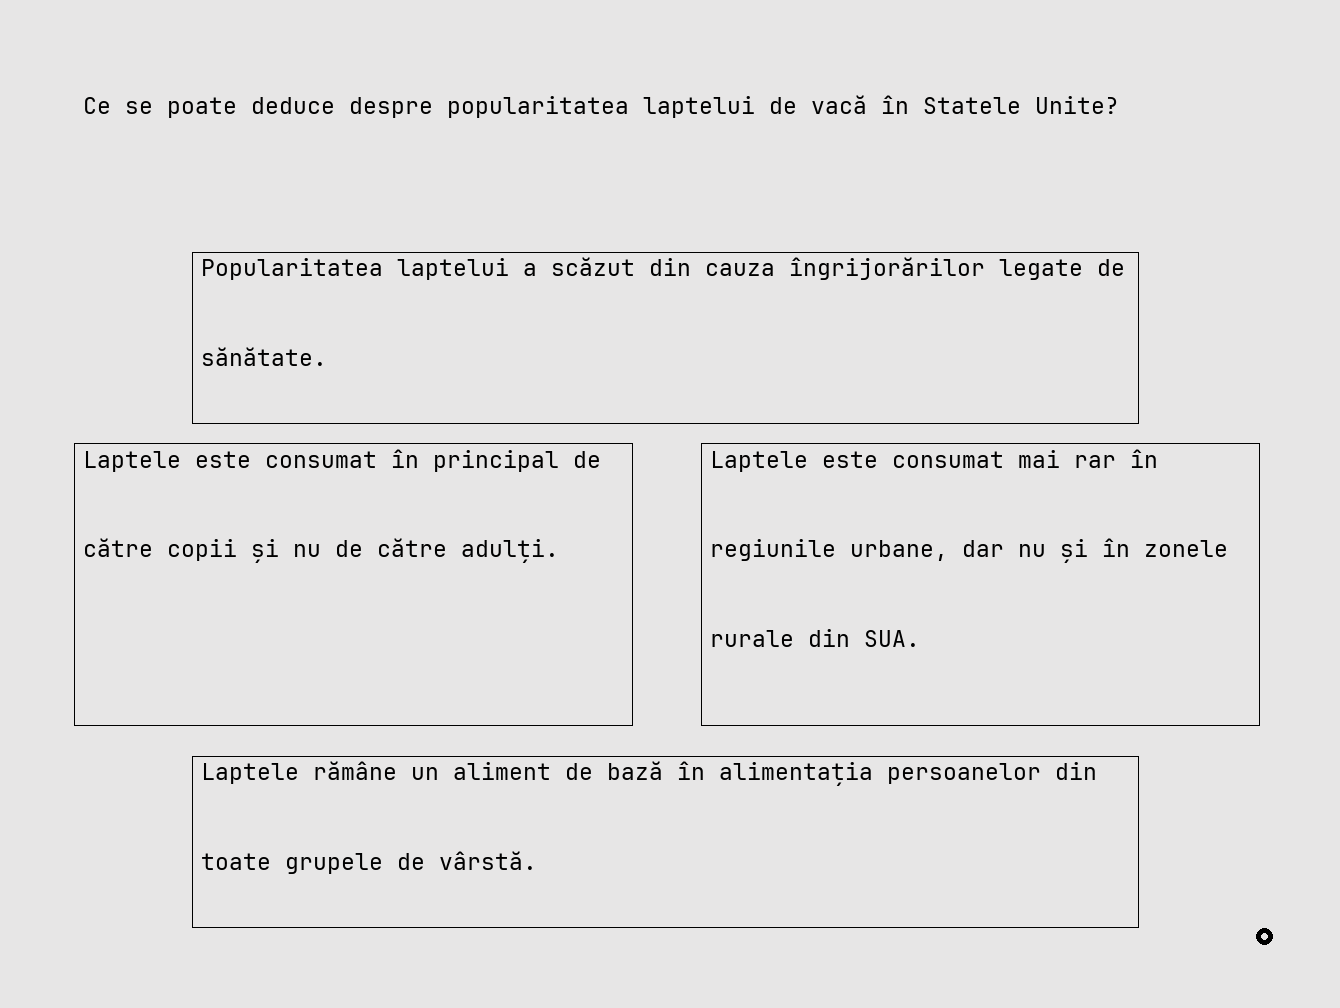 Ce se poate deduce despre popularitatea laptelui de vacă în Statele Unite?
Popularitatea laptelui a scăzut din cauza îngrijorărilor legate de
sănătate.
Laptele este consumat în principal de
către copii și nu de către adulți.
Laptele este consumat mai rar în
regiunile urbane, dar nu și în zonele
rurale din SUA.
Laptele rămâne un aliment de bază în alimentația persoanelor din
toate grupele de vârstă.